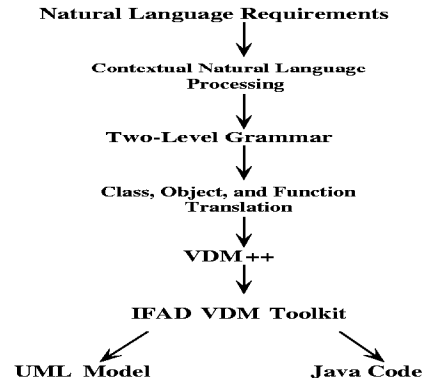 Natural Language Requirements
Contextual Natural Language
Processing
Two-Level Grammar
Class, Object, and Function
Translation
VDM++
IFAD VDM Toolkit
UML Model
Java Code